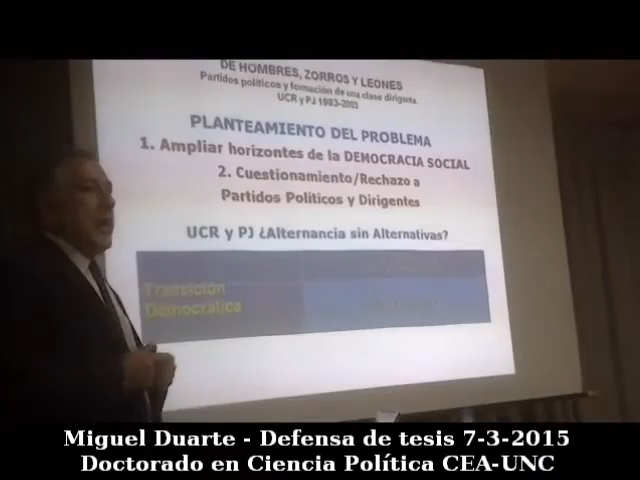 DE HOMBRES, ZORROS Y LEONES
Partidos políticos y formación de una clase dirigente.
UCR y PJ 1983-2003
PLANTEAMIENTO DEL PROBLEMA
1. Ampliar horizontes de la DEMOCRACIA SOCIAL
2. Cuestionamiento/Rechazo a
Partidos Políticos y Dirigentes
UCR y PJ ¿Alternancia sin Alternativas?
Transición
Democrática
Miguel Duarte - Defensa de tesis 7-3-2015
Doctorado en Ciencia Política CEA-UNC